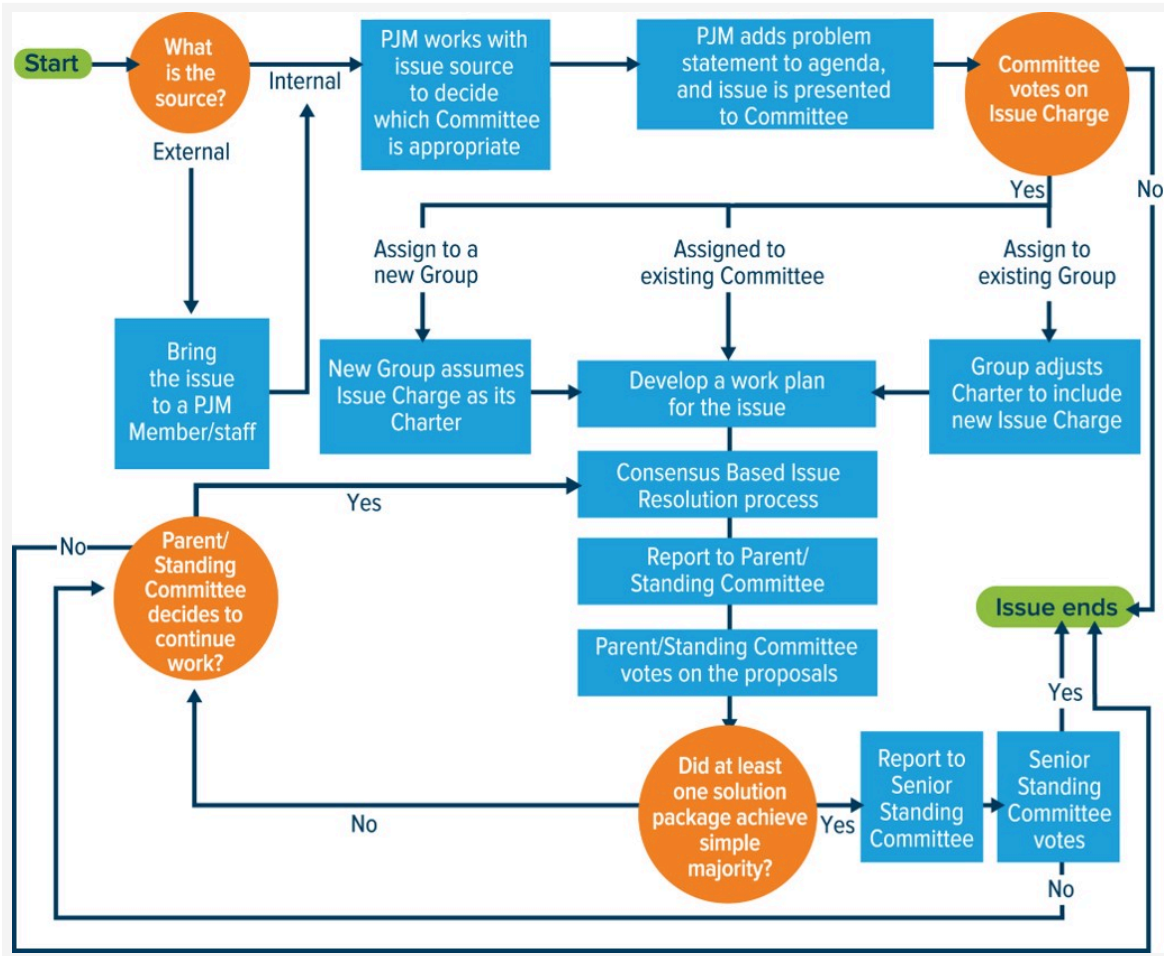 Start
What
is the
source?
Internal
External
PJM works with
issue source
to decide
which Committee
is appropriate
PJM adds problem
statement to agenda,
and issue is presented
to Committee
Committee
votes on
Issue Charge
Yes
No
Assign to a
new Group
Assigned to
existing Committee
Assign to
existing Group
Bring
the issue
to a PJM
Member/staff
New Group assumes
Issue Charge as its
Charter
Develop a work plan
for the issue
Group adjusts
Charter to include
new Issue Charge
Consensus Based Issue
Resolution process
Yes
No
Parent/
Standing
Committee
decides to
continue
work?
Report to Parent/
Standing Committee
Issue ends
Parent/Standing Committee
votes on the proposals
Yes
Did at least
one solution
package achieve
simple
majority?
No
Yes
Report to
Senior
Standing
Committee
Senior
Standing
Committee
votes
No